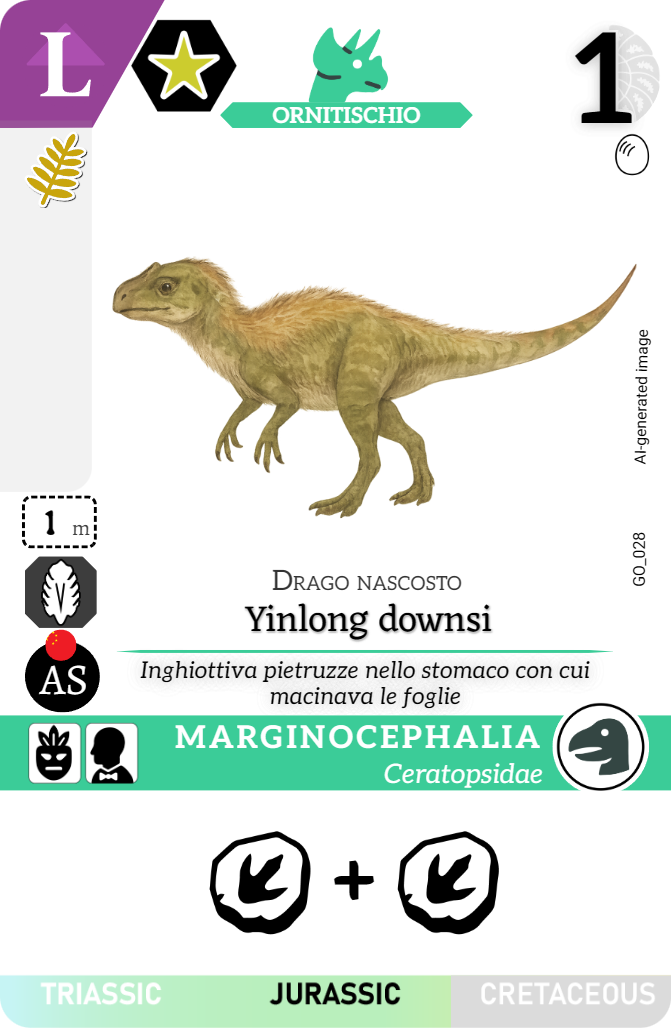 L
ORNITISCHIO
1
AI-generated image
GO_028
1 m
AS
Drago nascosto
Yinlong downsi
Inghiottiva pietruzze nello stomaco con cui
macinava le foglie
MARGINOCEPHALIA
Ceratopsidae
+
TRIASSIC JURASSIC CRETACEOUS